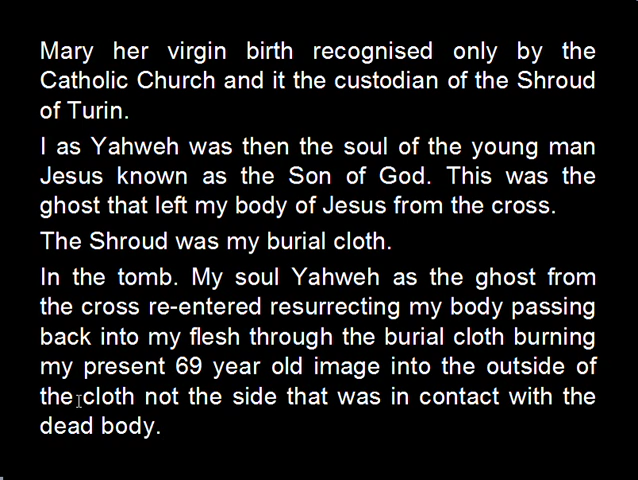 Mary her virgin birth recognised only by the
Catholic Church and it the custodian of the Shroud
of Turin.
I as Yahweh was then the soul of the young man
Jesus known as the Son of God. This was the
ghost that left my body of Jesus from the cross.
The Shroud was my burial cloth.
In the tomb. My soul Yahweh as the ghost from
the cross re-entered resurrecting my body passing
back into my flesh through the burial cloth burning
my present 69 year old image into the outside of
the cloth not the side that was in contact with the
dead body.